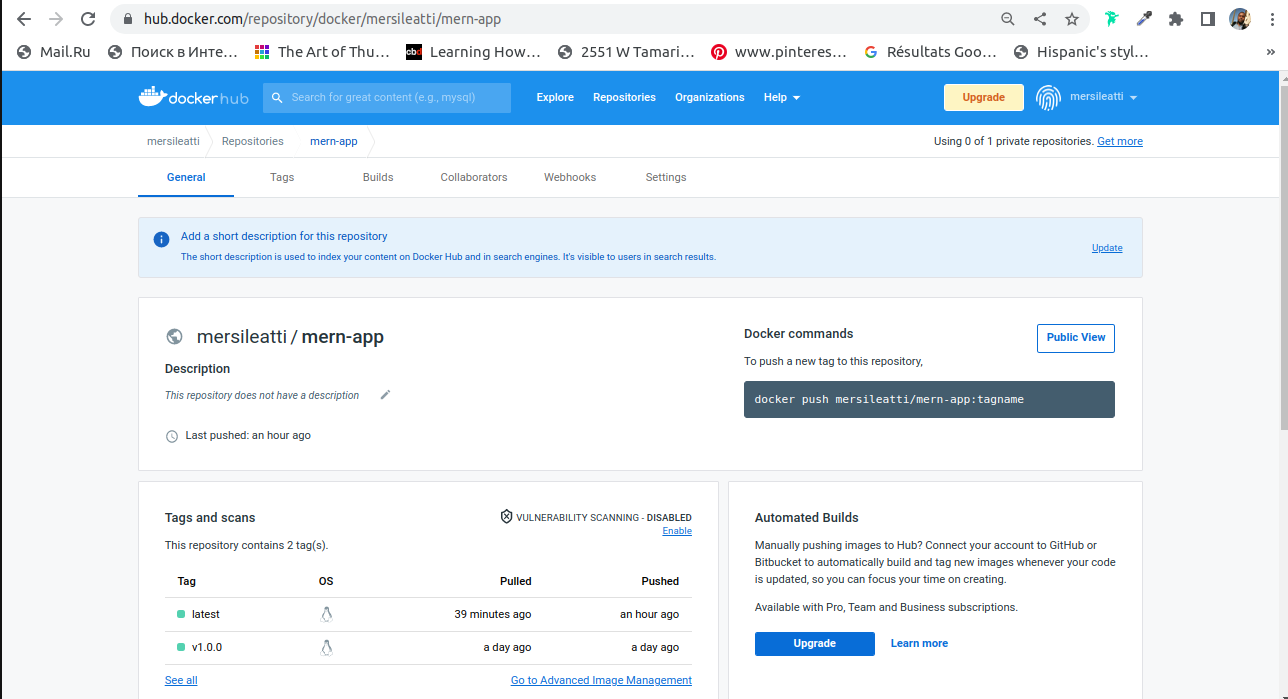 hub.docker.com/repository/docker/mersileatti/mern-app
Mail.Ru
Поиск в Инте...
The Art of Thu...
cbd
Learning How...
2551 W Tamari...
www.pinteres...
Résultats Goo...
Hispanic's styl...
»
docker hub
Search for great content (e.g., mysql)
Explore
Repositories
Organizations
Help
Upgrade
mersileatti
mersileatti
Repositories
mern-app
Using 0 of 1 private repositories. Get more
General
Tags
Builds
Collaborators
Webhooks
Settings
Add a short description for this repository
The short description is used to index your content on Docker Hub and in search engines. It's visible to users in search results.
Update
mersileatti / mern-app
Description
This repository does not have a description
Last pushed: an hour ago
Docker commands
Public View
To push a new tag to this repository,
docker push mersileatti/mern-app:tagname
Tags and scans
VULNERABILITY SCANNING - DISABLED
Enable
This repository contains 2 tag(s).
Tag OS Pulled Pushed
latest 39 minutes ago an hour ago
v1.0.0 a day ago a day ago
See all
Go to Advanced Image Management
Automated Builds
Manually pushing images to Hub? Connect your account to GitHub or
Bitbucket to automatically build and tag new images whenever your code
is updated, so you can focus your time on creating.
Available with Pro, Team and Business subscriptions.
Upgrade
Learn more